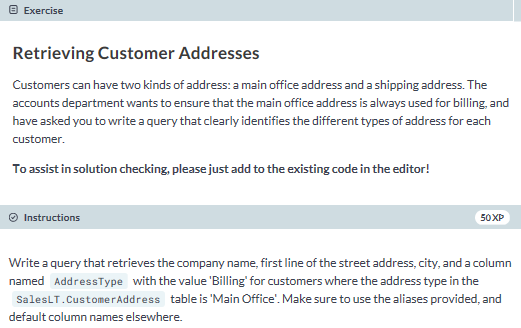 Exercise
Retrieving Customer Addresses
Customers can have two kinds of address: a main office address and a shipping address. The
accounts department wants to ensure that the main office address is always used for billing, and
have asked you to write a query that clearly identifies the different types of address for each
customer.
To assist in solution checking, please just add to the existing code in the editor!
Instructions 50 XP
Write a query that retrieves the company name, first line of the street address, city, and a column
named AddressType with the value 'Billing' for customers where the address type in the
SalesLT.CustomerAddress table is 'Main Office'. Make sure to use the aliases provided, and
default column names elsewhere.